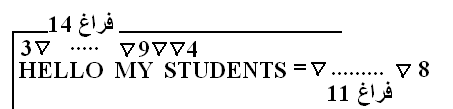 14 فراغ
3▽ ..... ▽9▽▽4
HELLO MY STUDENTS = ▽ ......... ▽ 8
11 فراغ